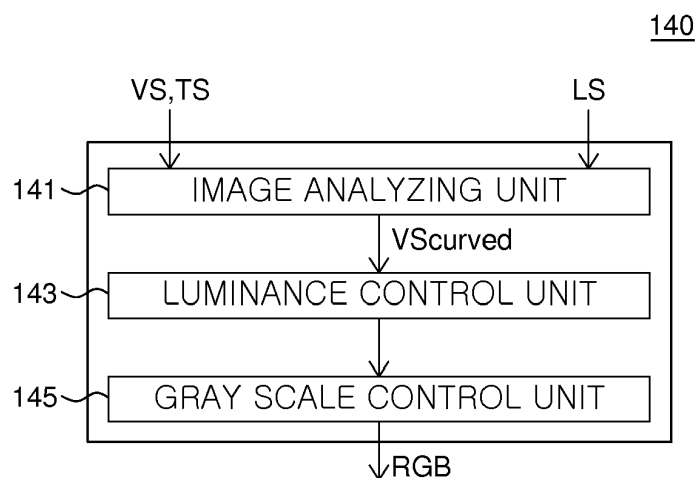 140
VS,TS
LS
141
IMAGE ANALYZING UNIT
VScurved
143
LUMINANCE CONTROL UNIT
145
GRAY SCALE CONTROL UNIT
RGB